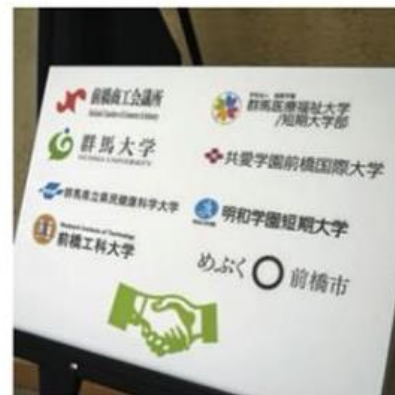 前橋商工会議所
群馬大学
GUNMA UNIVERSITY
群馬県立県民健康科学大学
前橋工科大学
群馬医療福祉大学
/短期大学部
共愛学園前橋国際大学
明和学園短期大学
めぶく 前橋市